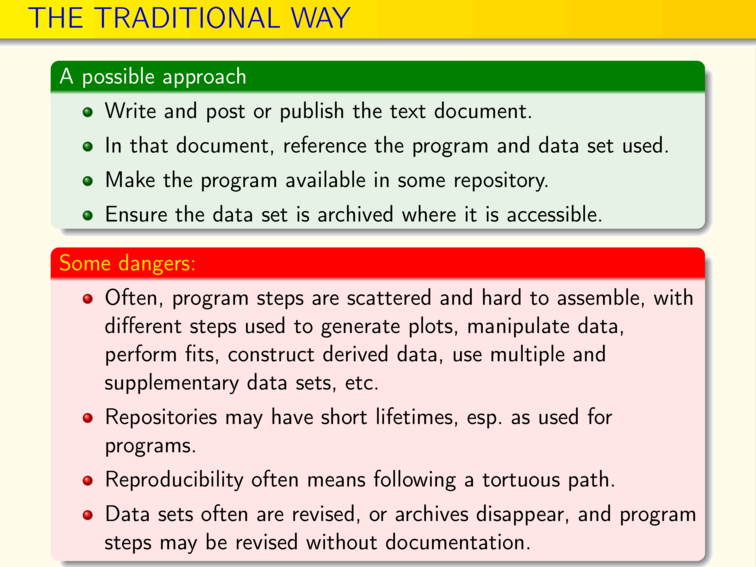 THE TRADITIONAL WAY
A possible approach
Write and post or publish the text document.
In that document, reference the program and data set used.
Make the program available in some repository.
Ensure the data set is archived where it is accessible.
Some dangers:
Often, program steps are scattered and hard to assemble, with
different steps used to generate plots, manipulate data,
perform fits, construct derived data, use multiple and
supplementary data sets, etc.
Repositories may have short lifetimes, esp. as used for
programs.
Reproducibility often means following a tortuous path.
Data sets often are revised, or archives disappear, and program
steps may be revised without documentation.